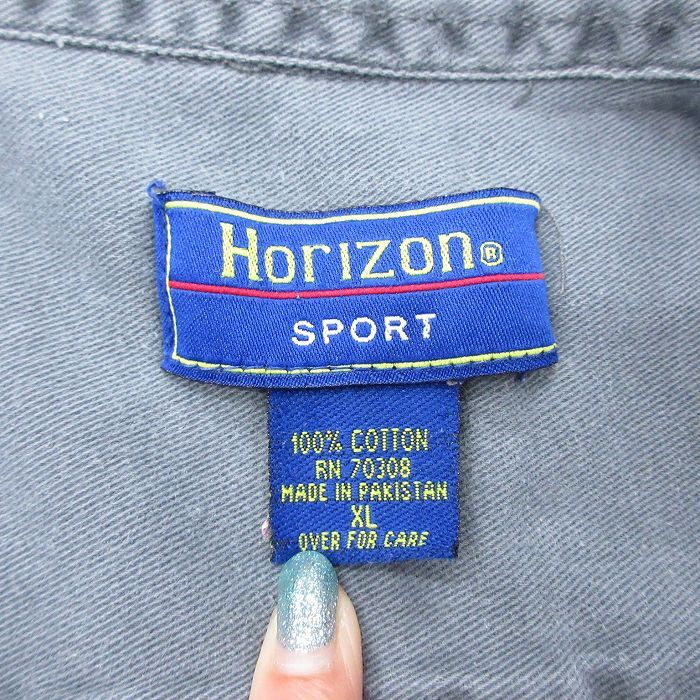 Horizon®
SPORT
100% COTTON
RN 70308
MADE IN PAKISTAN
XL
OVER FOR CARE